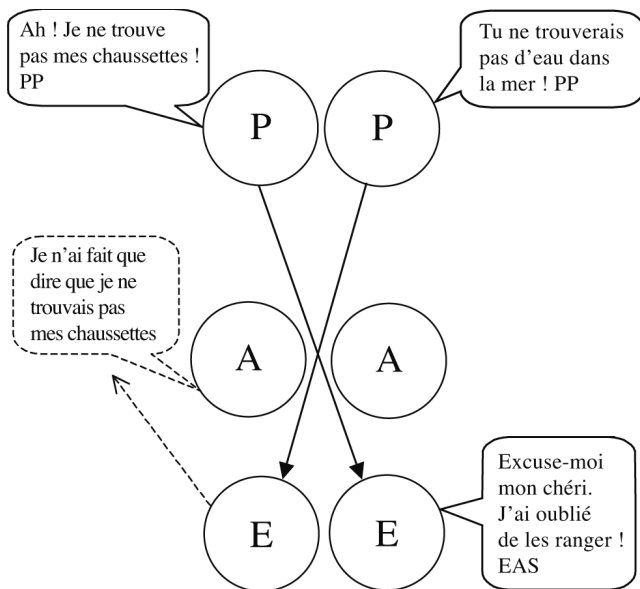 Ah ! Je ne trouve
pas mes chaussettes !
PP
Tu ne trouverais
pas d'eau dans
la mer ! PP
P
P
Je n'ai fait que
dire que je ne
trouvais pas
mes chaussettes
A
A
E
E
Excuse-moi
mon chéri.
J'ai oublié
de les ranger !
EAS